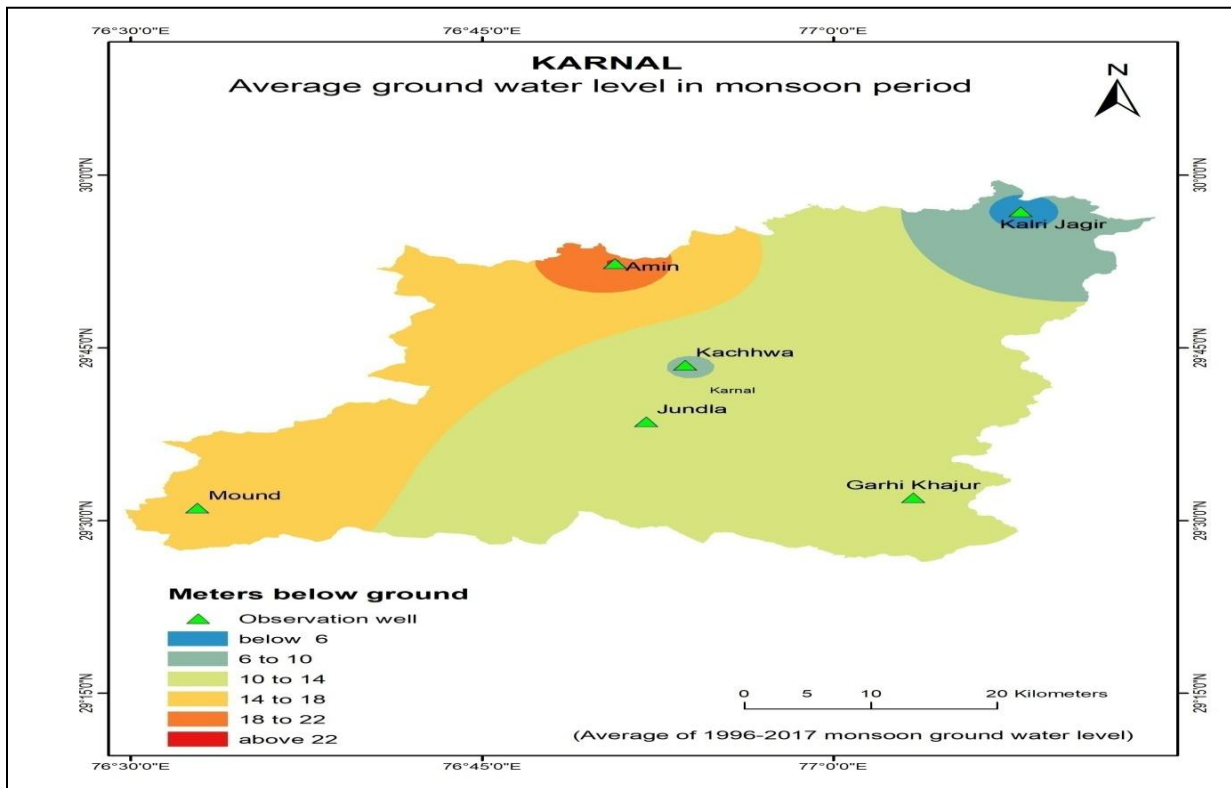 76°30'0"E 76°45'0"E 77°0'0"E
KARNAL
Average ground water level in monsoon period
N
30°0'0"N 30°0'0"N
Kalri Jagir
Amin
29°45'0"N 29°45'0"N
Kachhwa
Karnal
Jundla
Garhi Khajur
Mound
29°30'0"N 29°30'0"N
Meters below ground
Observation well
below 6
6 to 10
10 to 14
14 to 18
18 to 22
above 22
29°15'0"N 29°15'0"N
0 5 10 20 Kilometers
(Average of 1996-2017 monsoon ground water level)
76°30'0"E 76°45'0"E 77°0'0"E